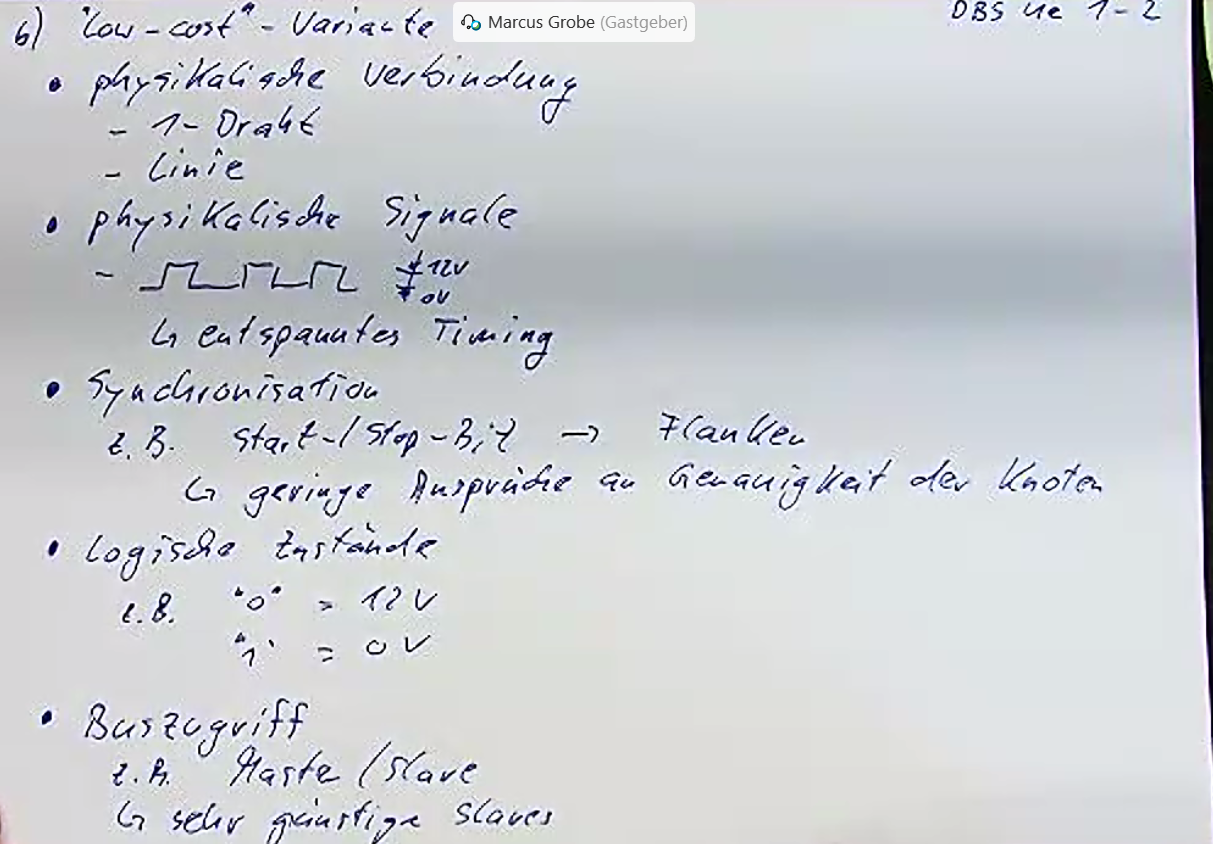 Marcus Grobe (Gastgeber)
DBS Ue 1-2
b) "low-cost"-Variante
• physikalische Verbindung
- 1-Draht
- Linie
• physikalische Signale
- 12V
0V
↳ entspanntes Timing
• Synchronisation
z.B. Start-/Stop-Bit → Flanken
↳ geringe Ansprüche an Genauigkeit der Knoten
• Logische Zustände
z.B. "0" = 12V
"1" = 0V
• Buszugriff
z.B. Master/Slave
↳ sehr günstige Slaves